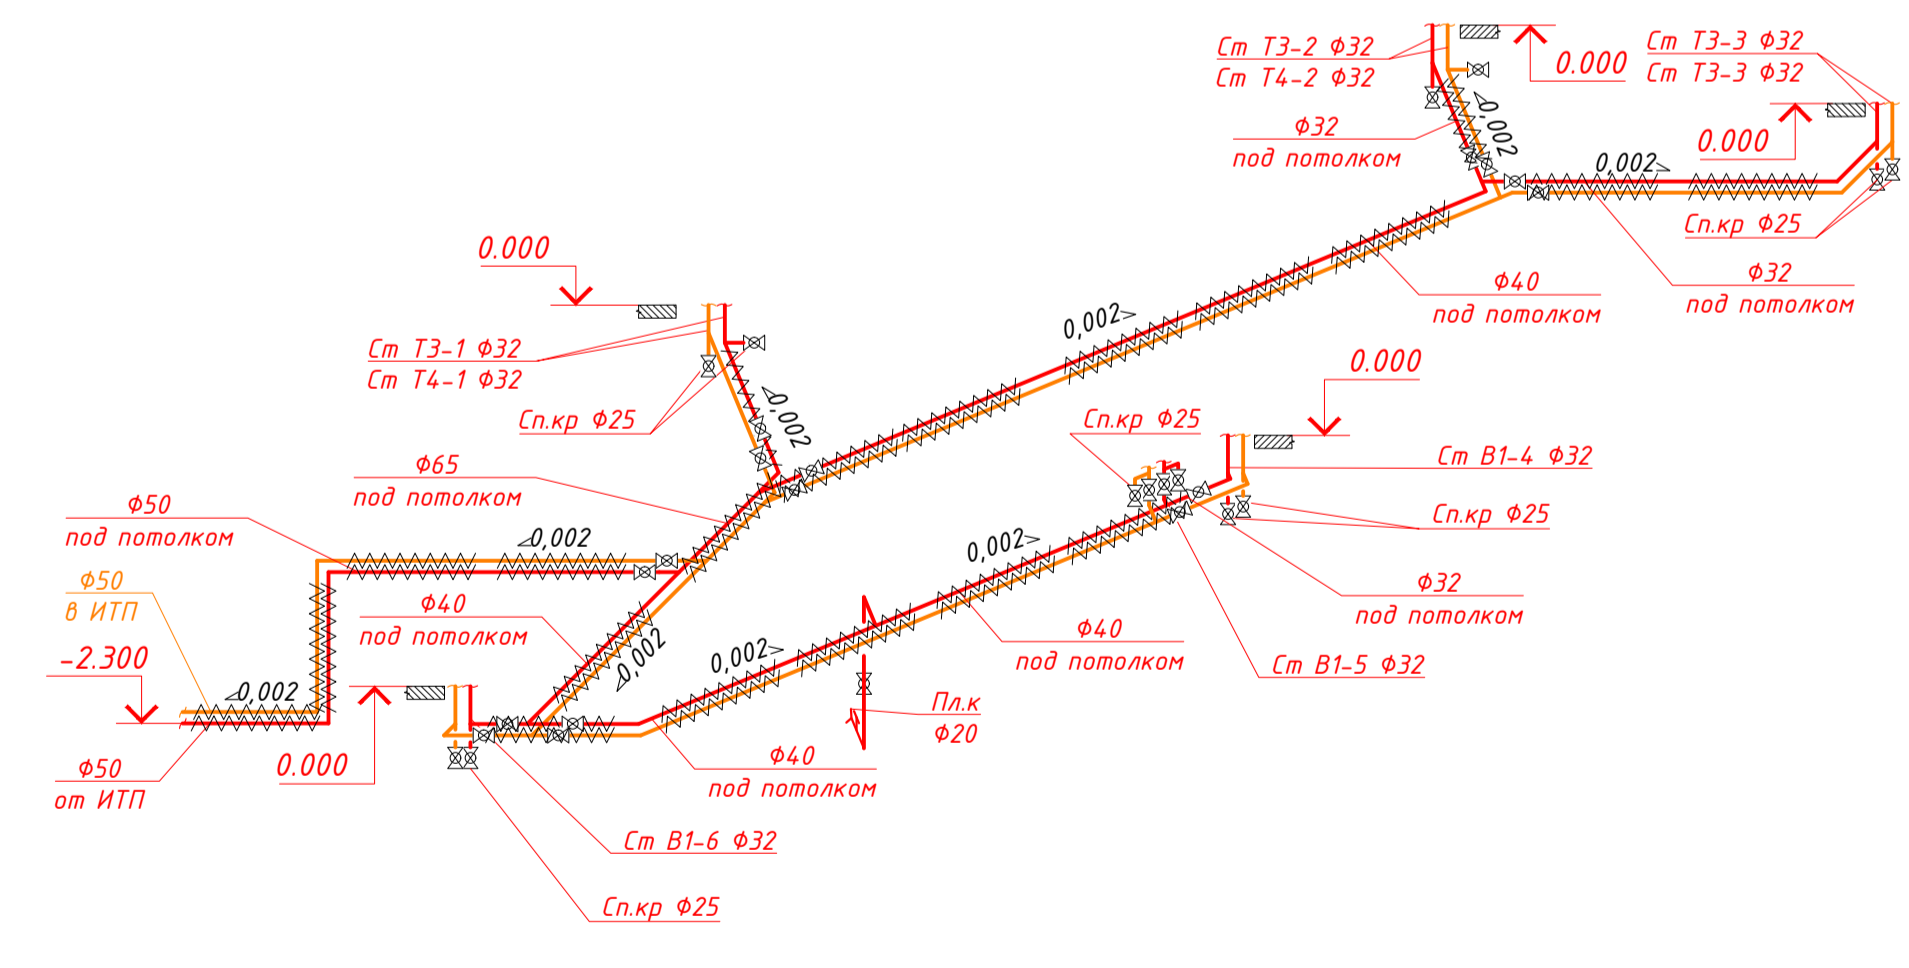 Ст Т3-2 Ф32
Ст Т4-2 Ф32
0.000
Ст Т3-3 Ф32
Ст Т3-3 Ф32
Ф32
под потолком
0,002
0.000
0,002
Сп.кр Ф25
Ф32
под потолком
Ф40
под потолком
0.000
0,002
Ст Т3-1 Ф32
Ст Т4-1 Ф32
0,002
Сп.кр Ф25
0.000
Сп.кр Ф25
Ст В1-4 Ф32
Сп.кр Ф25
Ф65
под потолком
Ф50
под потолком
0,002
0,002
Ф50
в ИТП
Ф40
под потолком
Ф32
под потолком
-2.300
0,002
0,002
0,002
Ф40
под потолком
Ст В1-5 Ф32
Пл.к
Ф20
Ф50
от ИТП
0.000
Ф40
под потолком
Ст В1-6 Ф32
Сп.кр Ф25